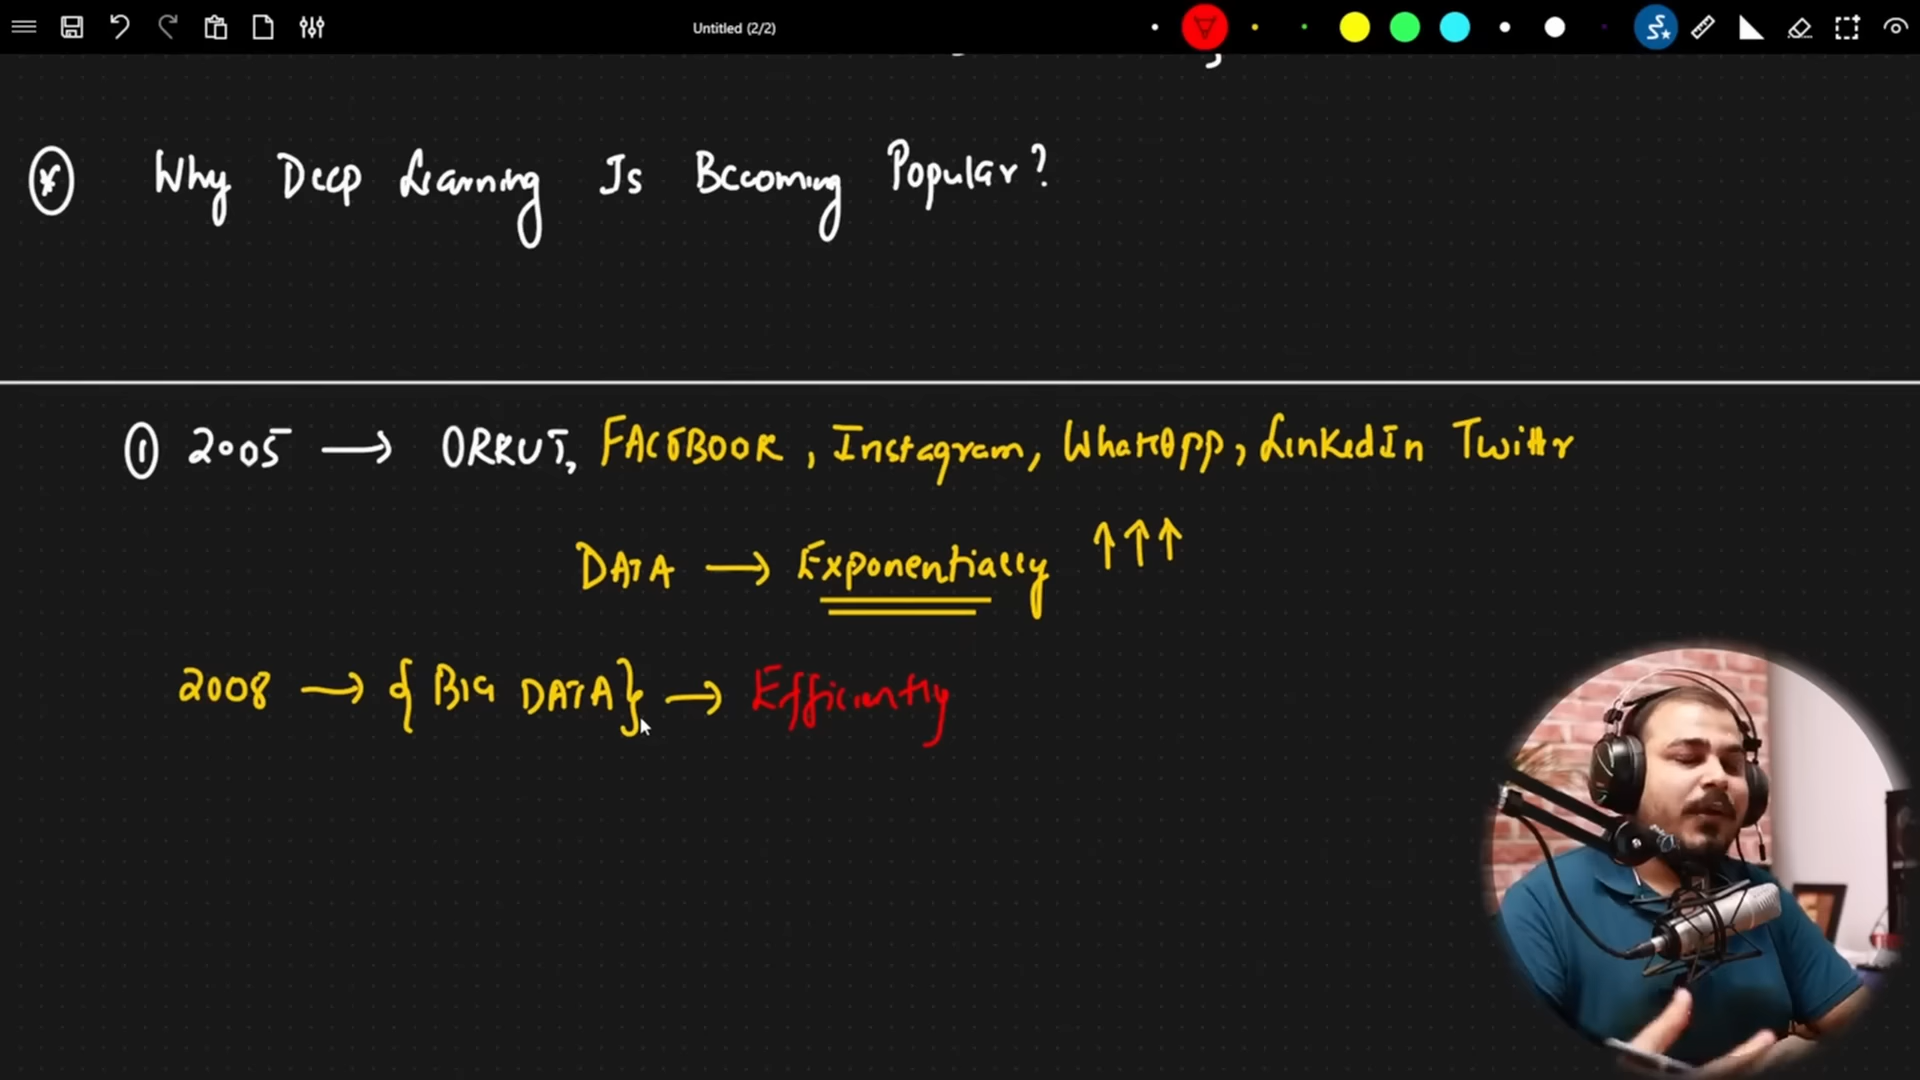 Untitled (2/2)
Why Deep Learning Is Becoming Popular?
① 2005 → ORKUT, FACEBOOK, Instagram, WhatsApp, LinkedIn Twitter
DATA → Exponentially ↑↑↑
2008 → { BIG DATA} → Efficiently